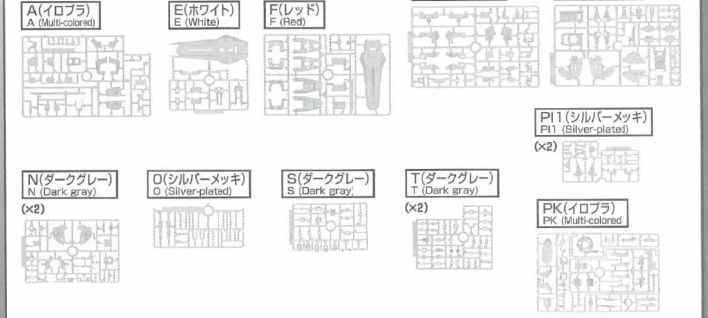 A(イロプラ)
A (Multi-colored)
E(ホワイト)
E (White)
F(レッド)
F (Red)
PI1(シルバーメッキ)
PI1 (Silver-plated)
(×2)
N(ダークグレー)
N (Dark gray)
(×2)
O(シルバーメッキ)
O (Silver-plated)
S(ダークグレー)
S (Dark gray)
T(ダークグレー)
T (Dark gray)
(×2)
PK(イロプラ)
PK (Multi-colored